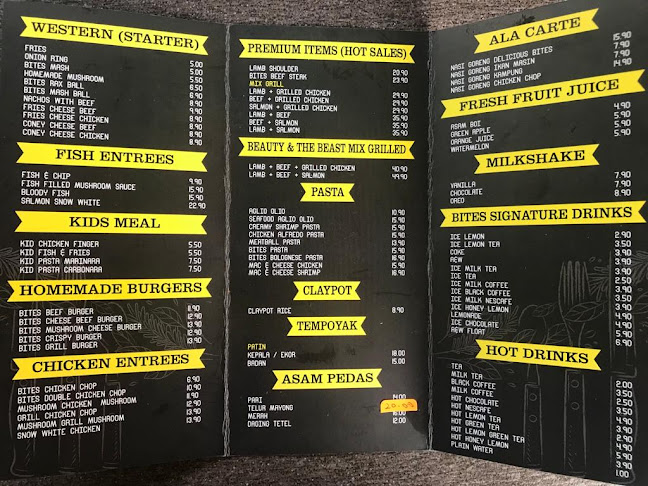 WESTERN (STARTER)
FRIES
ONION RING
BITES MASH 5.00
HOMEMADE MUSHROOM 5.00
BITES RAX BALL 5.50
BITES MASH BALL 6.50
NACHOS WITH BEEF 8.90
FRIES CHEESE BEEF 9.90
FRIES CHEESE CHICKEN 8.90
CONEY CHEESE BEEF 8.90
CONEY CHEESE CHICKEN 8.90
FISH ENTREES
FISH & CHIP 9.90
FISH FILLED MUSHROOM SAUCE 11.90
BLOODY FISH 15.90
SALMON SNOW WHITE 22.90
KIDS MEAL
KID CHICKEN FINGER 5.50
KID FISH & FRIES 5.50
KID PASTA MARINARA 7.50
KID PASTA CARBONARA 7.50
HOMEMADE BURGERS
BITES BEEF BURGER 11.90
BITES CHEESE BEEF BURGER 12.90
BITES MUSHROOM CHEESE BURGER 13.90
BITES CRISPY BURGER 12.90
BITES GRILL BURGER 13.90
CHICKEN ENTREES
BITES CHICKEN CHOP 8.90
BITES DOUBLE CHICKEN CHOP 10.90
MUSHROOM CHICKEN MUSHROOM 11.90
GRILL CHICKEN CHOP 12.90
MUSHROOM GRILL MUSHROOM 13.90
SNOW WHITE CHICKEN 13.90
PREMIUM ITEMS (HOT SALES)
LAMB SHOULDER 20.90
BITES BEEF STEAK 23.90
MIX GRILL
LAMB + GRILLED CHICKEN 29.90
BEEF + GRILLED CHICKEN 29.90
SALMON + GRILLED CHICKEN 29.90
LAMB + BEEF 35.90
BEEF + SALMON 35.90
LAMB + SALMON 35.90
BEAUTY & THE BEAST MIX GRILLED
LAMB + BEEF + GRILLED CHICKEN 40.90
LAMB + BEEF + SALMON 49.90
PASTA
AGLIO OLIO 10.90
SEAFOOD AGLIO OLIO 15.90
CREAMY SHRIMP PASTA 16.90
CHICKEN ALFREDO PASTA 15.90
MEATBALL PASTA 13.90
BITES PASTA 15.90
BITES BOLOGNESE PASTA 16.90
MAC & CHEESE CHICKEN 15.90
MAC & CHEESE SHRIMP 16.90
CLAYPOT
CLAYPOT RICE 8.90
TEMPOYAK
PATIN
KEPALA / EKOR 18.00
BADAN 15.00
ASAM PEDAS
PARI 14.00
TELUR MAYONG
MERAH
DAGING TETEL 12.00
ALA CARTE
NASI GORENG DELICIOUS BITES 15.90
NASI GORENG IKAN MASIN 7.90
NASI GORENG KAMPUNG 7.90
NASI GORENG CHICKEN CHOP 14.90
FRESH FRUIT JUICE
ASAM BOI 4.90
GREEN APPLE 5.90
ORANGE JUICE 5.90
WATERMELON 5.90
MILKSHAKE
VANILLA 7.90
CHOCOLATE 7.90
OREO 8.90
BITES SIGNATURE DRINKS
ICE LEMON 2.90
ICE LEMON TEA 3.50
COKE 3.90
A&W 3.90
ICE MILK TEA 2.90
ICE TEA 2.50
ICE MILK COFFEE 3.90
ICE BLACK COFFEE 2.90
ICE MILK NESCAFE 3.50
ICE HONEY LEMON 3.90
LEMONADE 4.90
ICE CHOCOLATE 4.90
A&W FLOAT 5.90
6.90
HOT DRINKS
TEA
MILK TEA 2.00
BLACK COFFEE 2.50
MILK COFFEE 2.00
HOT CHOCOLATE 2.50
HOT NESCAFE 3.50
HOT LEMON TEA 3.50
HOT GREEN TEA 2.90
HOT LEMON GREEN TEA 2.50
HOT HONEY LEMON 2.90
PLAIN WATER 3.90
1.00